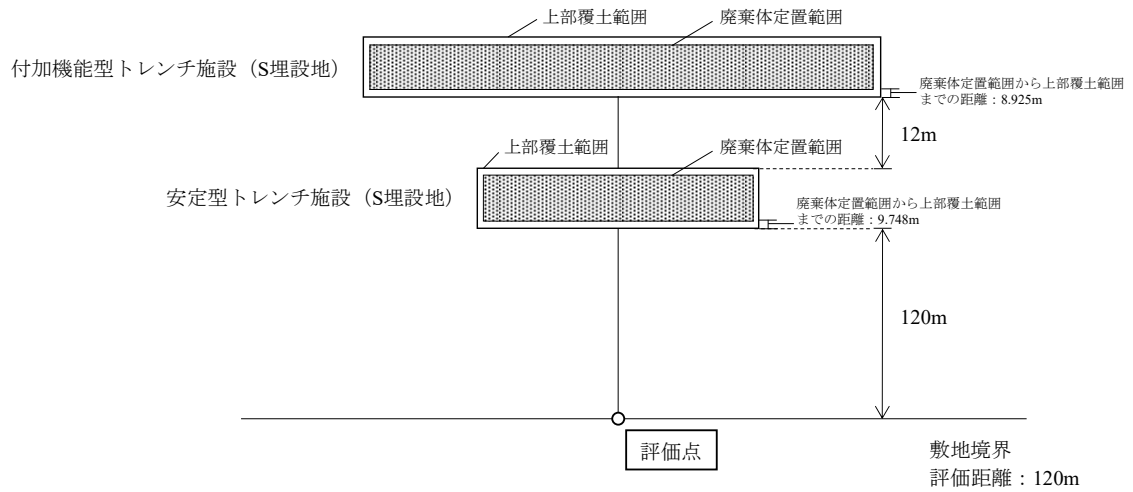 上部覆土範囲
廃棄体定置範囲
付加機能型トレンチ施設（S埋設地）
廃棄体定置範囲から上部覆土範囲
までの距離：8.925m
12m
上部覆土範囲
廃棄体定置範囲
安定型トレンチ施設（S埋設地）
廃棄体定置範囲から上部覆土範囲
までの距離：9.748m
120m
評価点
敷地境界
評価距離：120m